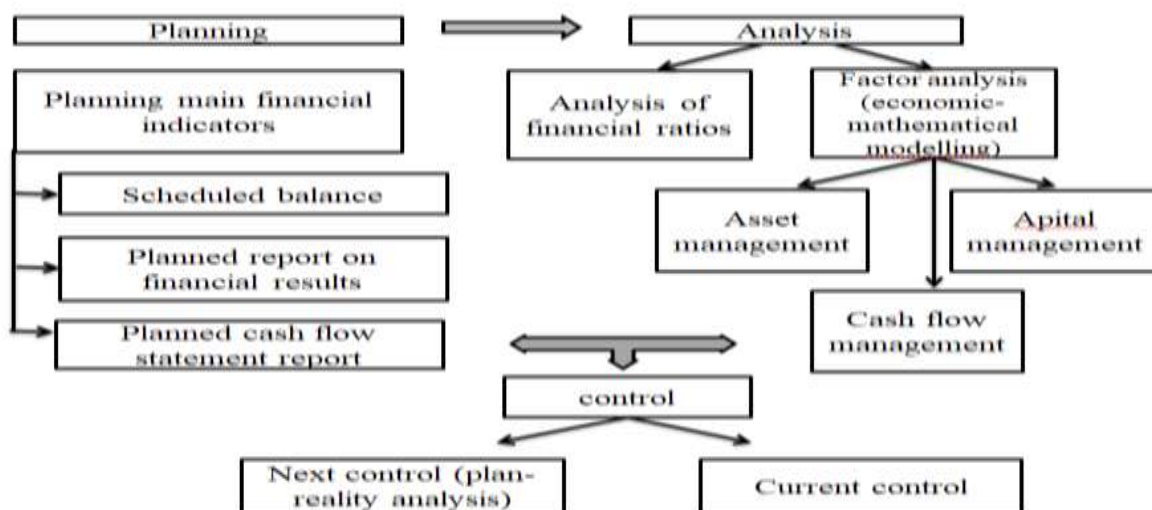 Planning
Analysis
Planning main financial
indicators
Analysis of
financial ratios
Factor analysis
(economic-
mathematical
modelling)
Scheduled balance
Asset
management
Apital
management
Planned report on
financial results
Planned cash flow
statement report
Cash flow
management
control
Next control (plan-
reality analysis)
Current control